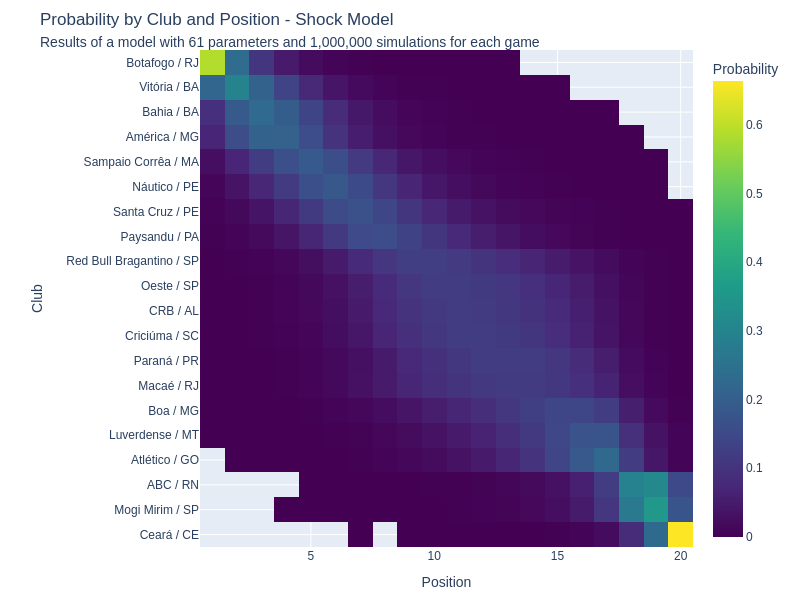 Probability by Club and Position - Shock Model
Results of a model with 61 parameters and 1,000,000 simulations for each game
Probability
Botafogo / RJ
Vitória / BA
Bahia / BA
América / MG
Sampaio Corrêa / MA
Náutico / PE
Santa Cruz / PE
Paysandu / PA
Red Bull Bragantino / SP
Oeste / SP
CRB / AL
Criciúma / SC
Paraná / PR
Macaé / RJ
Boa / MG
Luverdense / MT
Atlético / GO
ABC / RN
Mogi Mirim / SP
Ceará / CE
Club
5
10
15
20
Position
0.6
0.5
0.4
0.3
0.2
0.1
0